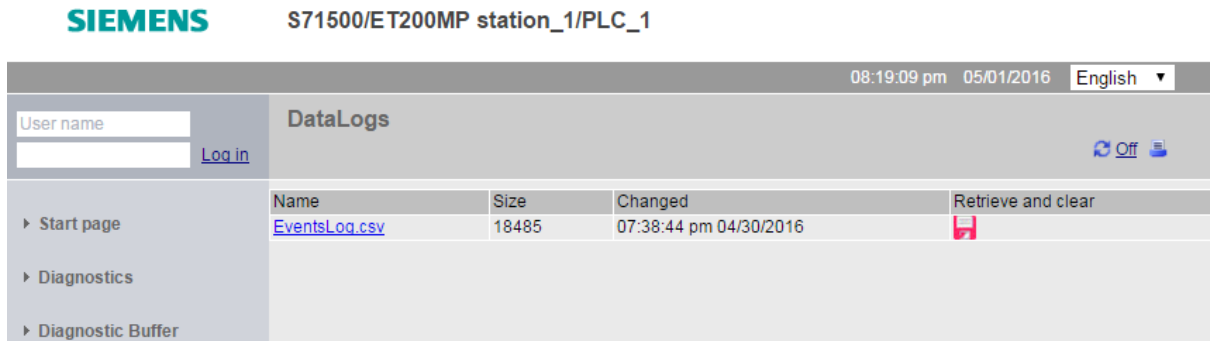 SIEMENS S71500/ET200MP station_1/PLC_1
08:19:09 pm 05/01/2016 English
User name
Log in
DataLogs
Off
Start page
Diagnostics
Diagnostic Buffer
Name Size Changed Retrieve and clear
EventsLog.csv 18485 07:38:44 pm 04/30/2016